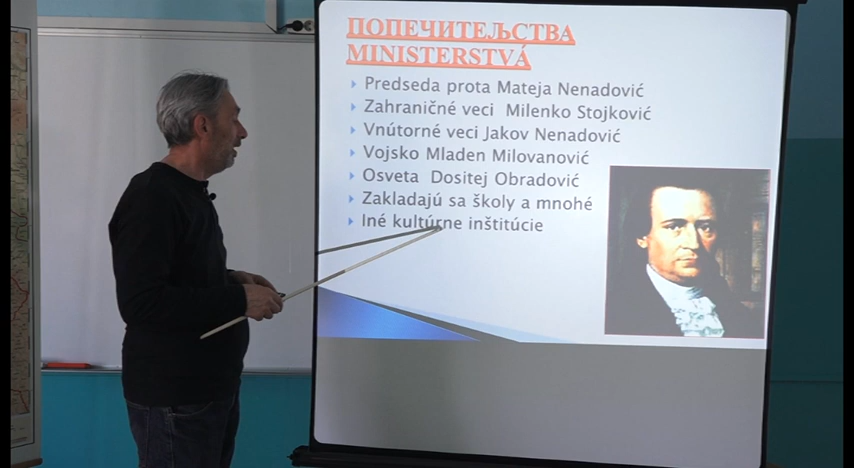 ПОПЕЧИТЕЉСТВА
MINISTERSTVÁ
Predseda prota Mateja Nenadović
Zahraničné veci Milenko Stojković
Vnútorné veci Jakov Nenadović
Vojsko Mladen Milovanović
Osveta Dositej Obradović
Zakladajú sa školy a mnohé
Iné kultúrne inštitúcie